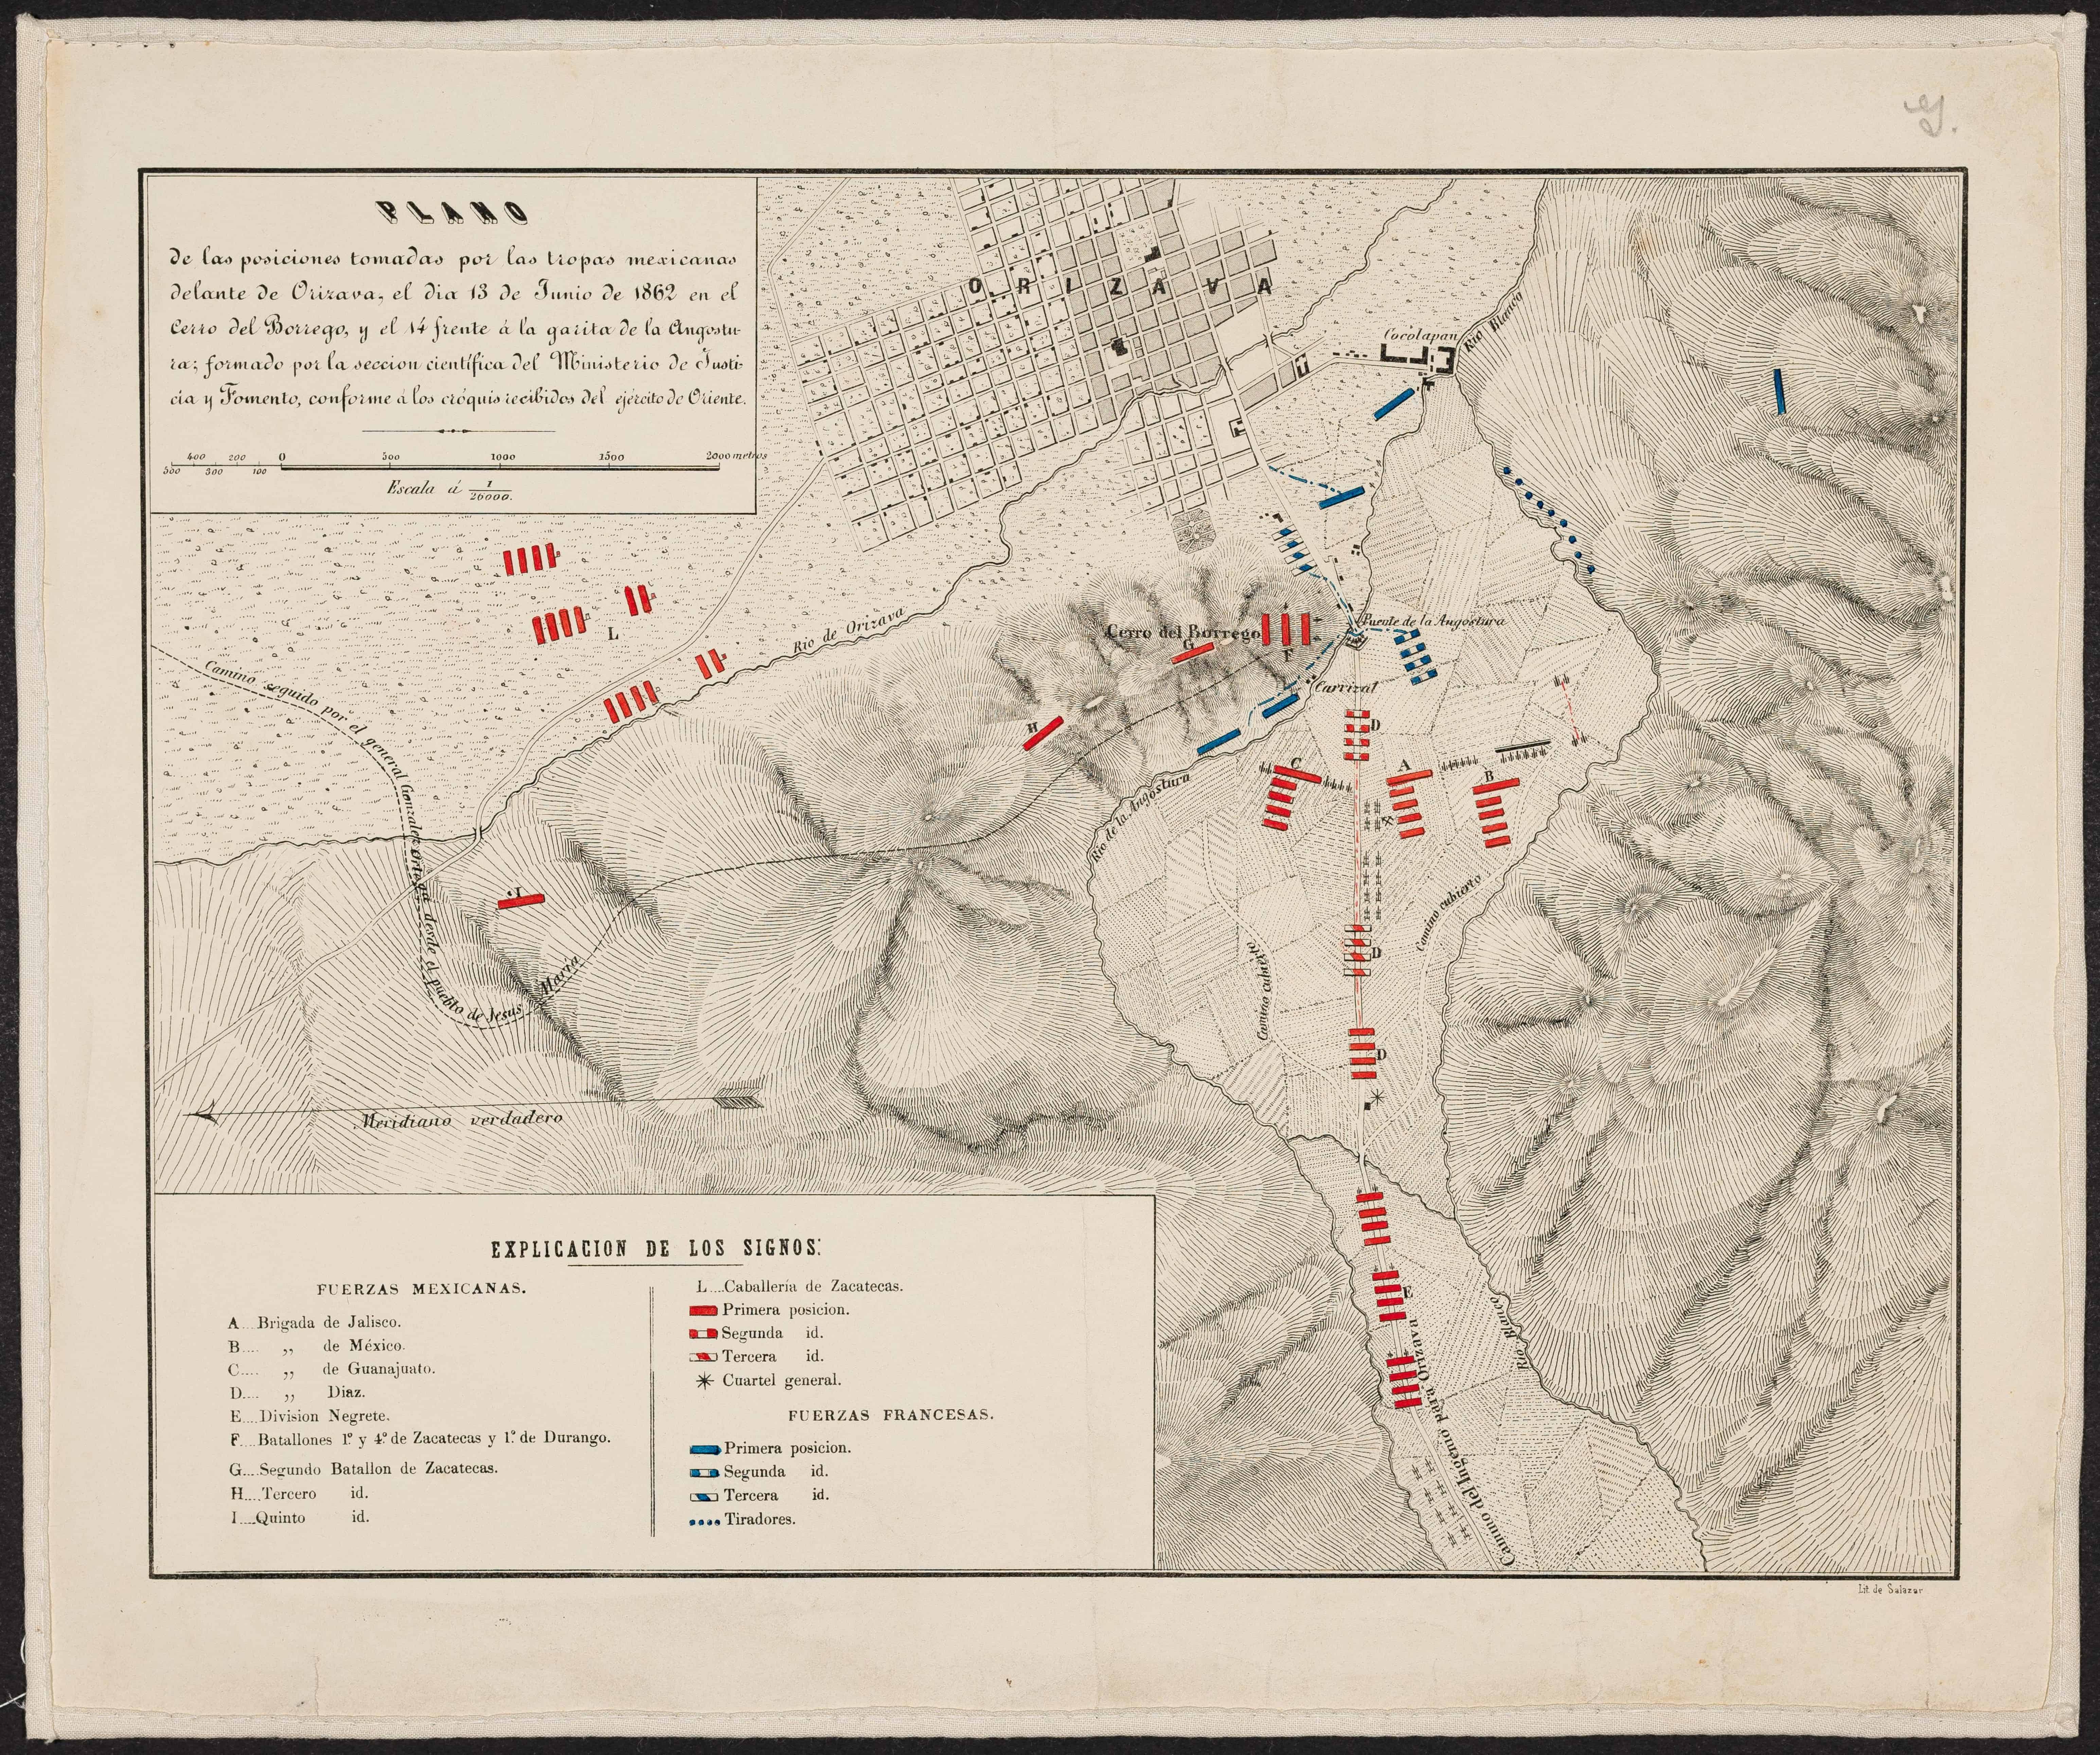 G.
PLANO
de las posiciones tomadas por las tropas mexicanas
delante de Orizava, el dia 13 de Junio de 1862 en el
Cerro del Borrego, y el 14 frente á la garita de la Angostu-
ra; formado por la seccion científica del Ministerio de Justi-
cia y Fomento, conforme á los cróquis recibidos del ejército de Oriente.
400 200 0 500 1000 1500 2000 metros
500 300 100
Escala á 1/20000.
ORIZAVA
Cocolapan
Rio Blanco
Puente de la Angostura
Cerro del Borrego
F
G
L
Rio de Orizava
Carrizal
H
D
C
A
B
Rio de la Angostura
Camino seguido por el general Gonzalez Ortega desde el pueblo de Jesus Maria
I
Camino cubierto
D
Camino cubierto
D
Meridiano verdadero
E
Rio Blanco
Camino del Ingenio para Orizava
EXPLICACION DE LOS SIGNOS:
FUERZAS MEXICANAS.
A...Brigada de Jalisco.
B.... ,, de México.
C.... ,, de Guanajuato.
D.... ,, Diaz.
E....Division Negrete.
F....Batallones 1º y 4º de Zacatecas y 1º de Durango.
G....Segundo Batallon de Zacatecas.
H....Tercero id.
I....Quinto id.
L....Caballería de Zacatecas.
Primera posicion.
Segunda id.
Tercera id.
Cuartel general.
FUERZAS FRANCESAS.
Primera posicion.
Segunda id.
Tercera id.
Tiradores.
Lit. de Salazar